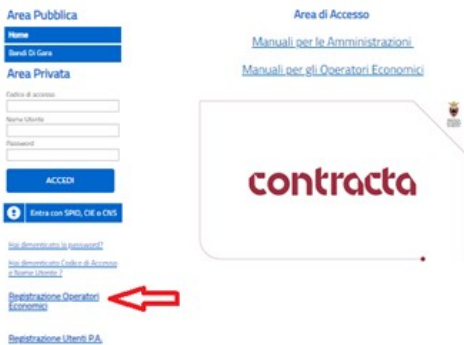 Area Pubblica
Home
Bandi Di Gara
Area Privata
Codice di accesso
Nome Utente
Password
ACCEDI
Entra con SPID, CIE o CNS
Hai dimenticato la password?
Hai dimenticato Codice di Accesso
e Nome Utente ?
Registrazione Operatori
Economici
Registrazione Utenti P.A.
Area di Accesso
Manuali per le Amministrazioni
Manuali per gli Operatori Economici
contracta